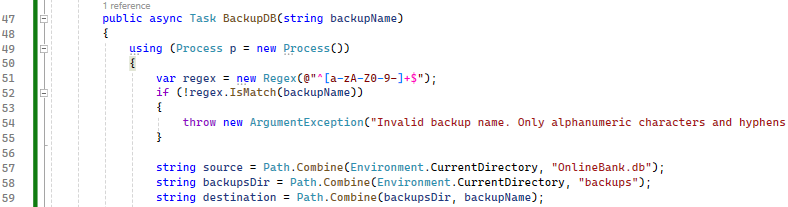 1 reference
47 public async Task BackupDB(string backupName)
48 {
49 using (Process p = new Process())
50 {
51 var regex = new Regex(@"^[a-zA-Z0-9-]+$");
52 if (!regex.IsMatch(backupName))
53 {
54 throw new ArgumentException("Invalid backup name. Only alphanumeric characters and hyphens
55 }
56
57 string source = Path.Combine(Environment.CurrentDirectory, "OnlineBank.db");
58 string backupsDir = Path.Combine(Environment.CurrentDirectory, "backups");
59 string destination = Path.Combine(backupsDir, backupName);